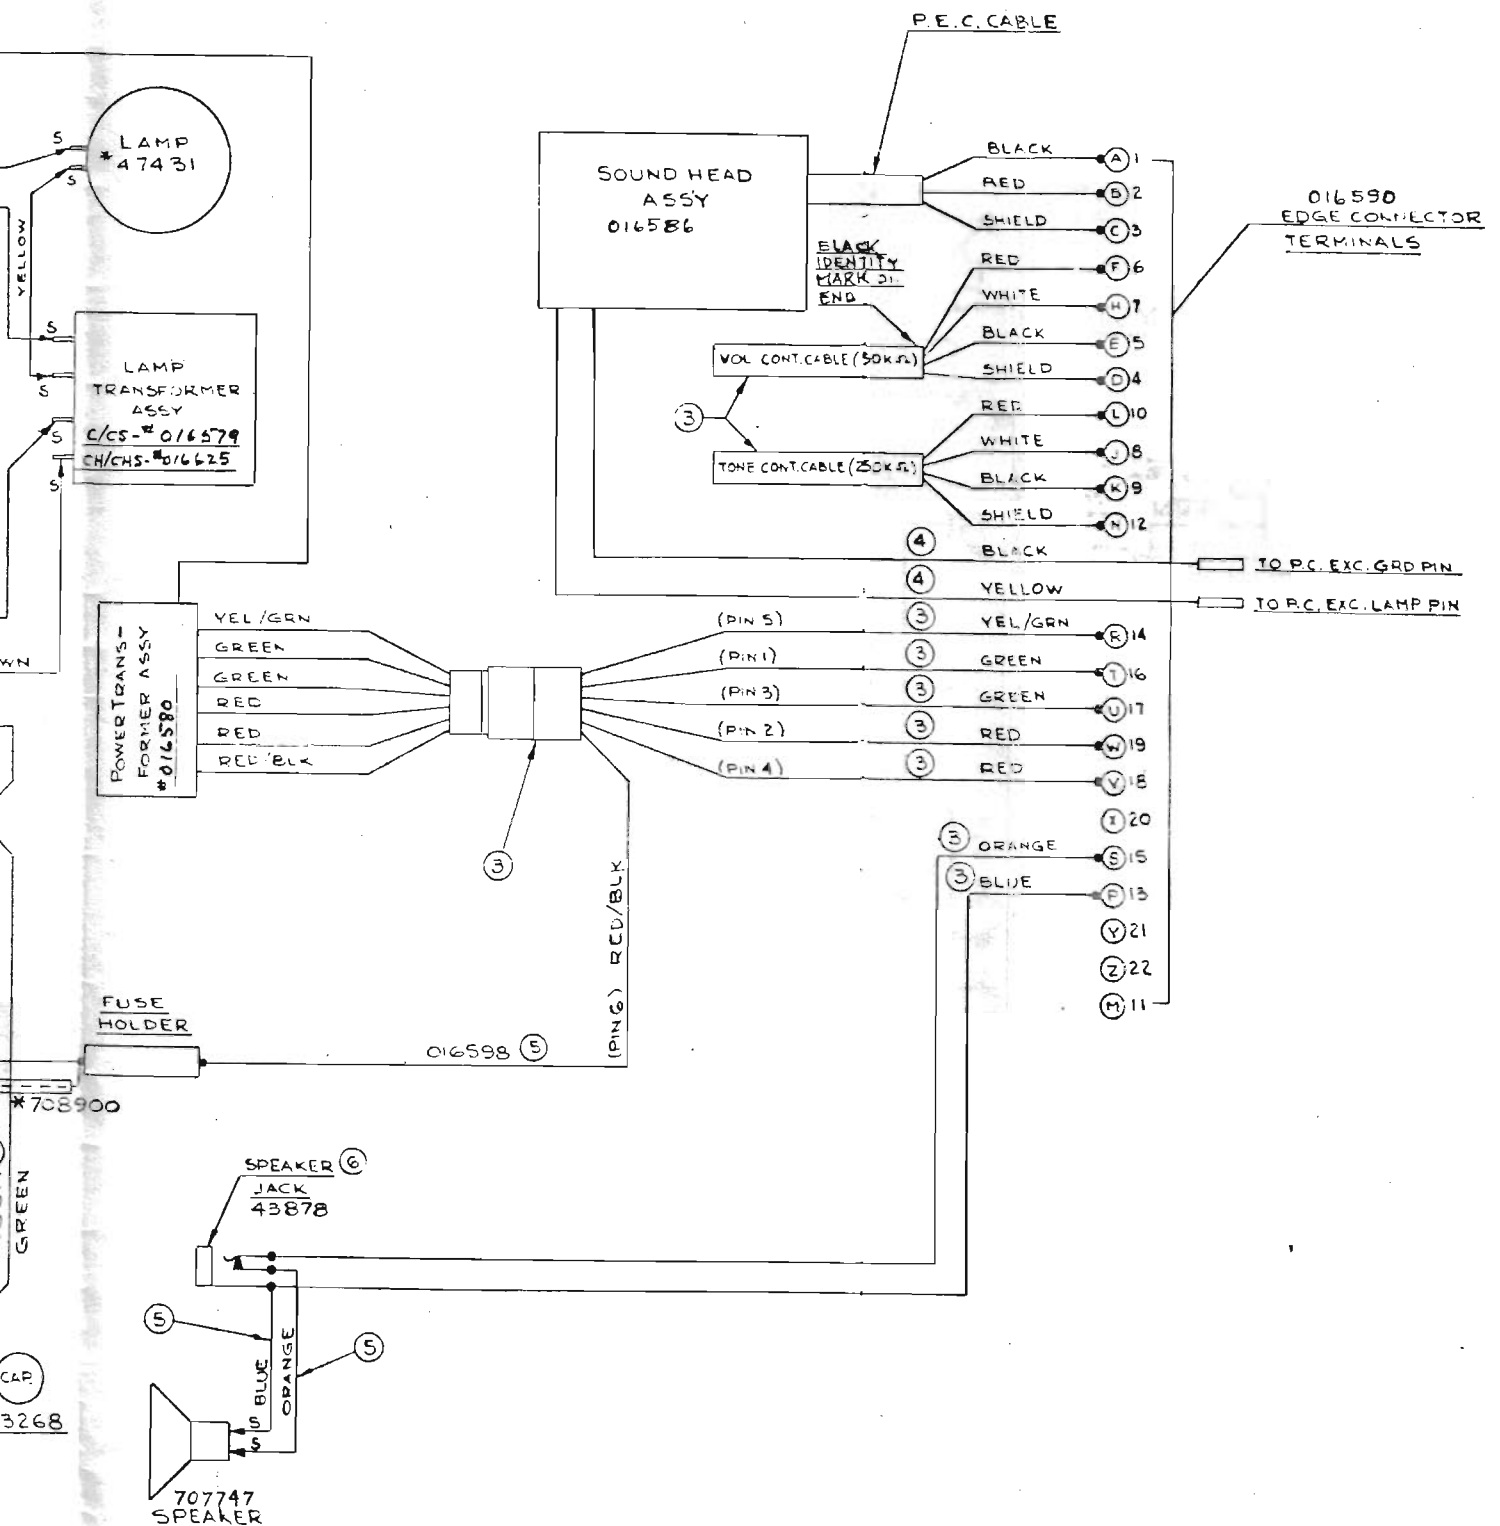 P.E.C. CABLE
S
LAMP
* 47431
S
YELLOW
SOUND HEAD
ASSY
016586
BLACK
A 1
RED
B 2
SHIELD
C 3
016590
EDGE CONNECTOR
TERMINALS
BLACK
IDENTITY
MARK
END
RED
F 6
WHITE
H 7
BLACK
E 5
SHIELD
D 4
VOL CONT. CABLE (50KΩ)
3
RED
L 10
WHITE
J 8
BLACK
K 9
SHIELD
N 12
TONE CONT. CABLE (250KΩ)
S
LAMP
TRANSFORMER
ASSY
C/CS-# 016579
CH/CHS-#016625
S
S
S
4 BLACK
TO P.C. EXC. GRD PIN
4 YELLOW
TO P.C. EXC. LAMP PIN
POWER TRANS-
FORMER ASSY
#016580
WN
YEL/GRN
GREEN
GREEN
RED
RED
RED/BLK
(PIN 5) 3 YEL/GRN R 14
(PIN 1) 3 GREEN T 16
(PIN 3) 3 GREEN U 17
(PIN 2) 3 RED W 19
(PIN 4) 3 RED V 18
X 20
3 ORANGE S 15
3 BLUE P 13
Y 21
Z 22
M 11
3
(PIN 6) RED/BLK
FUSE
HOLDER
016598 5
* 708900
GREEN
SPEAKER 6
JACK
43878
5
5
BLUE
ORANGE
CAP.
3268
S
S
707747
SPEAKER